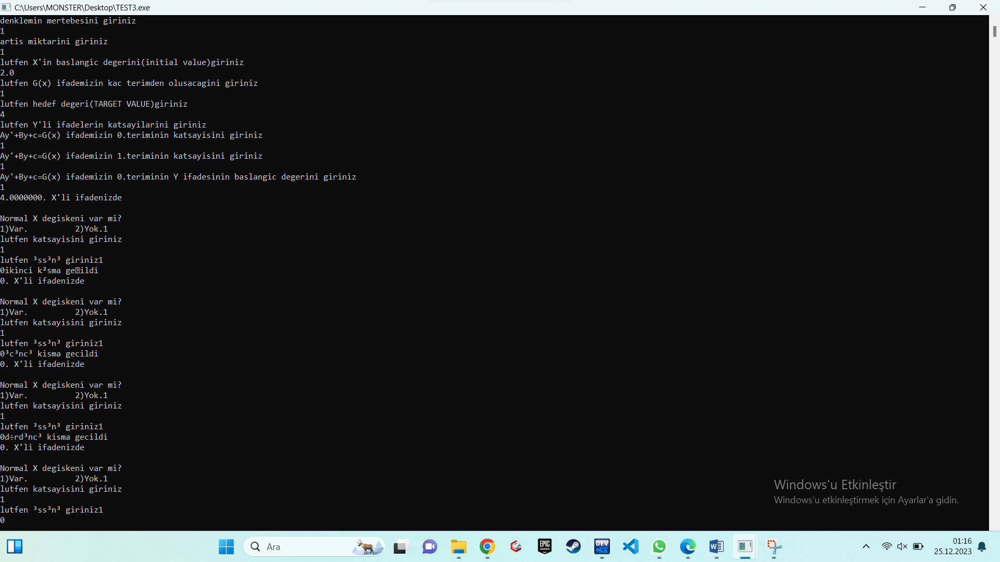 C:\Users\MONSTER\Desktop\TEST3.exe
denklemin mertebesini giriniz
1
artis miktarini giriniz
1
lutfen X'in baslangic degerini(initial value)giriniz
2.0
lutfen G(x) ifademizin kac terimden olusacagini giriniz
1
lutfen hedef degeri(TARGET VALUE)giriniz
4
lutfen Y'li ifadelerin katsayilarini giriniz
Ay'+By+c=G(x) ifademizin 0.teriminin katsayisini giriniz
1
Ay'+By+c=G(x) ifademizin 1.teriminin katsayisini giriniz
1
Ay'+By+c=G(x) ifademizin 0.teriminin Y ifadesinin baslangic degerini giriniz
1
4.0000000. X'li ifadenizde
Normal X degiskeni var mi?
1)Var.          2)Yok.1
lutfen katsayisini giriniz
1
lutfen ³ss³n³ giriniz1
0ikinci k²sma ge⍰ildi
0. X'li ifadenizde
Normal X degiskeni var mi?
1)Var.          2)Yok.1
lutfen katsayisini giriniz
1
lutfen ³ss³n³ giriniz1
0³c³nc³ kisma gecildi
0. X'li ifadenizde
Normal X degiskeni var mi?
1)Var.          2)Yok.1
lutfen katsayisini giriniz
1
lutfen ³ss³n³ giriniz1
0d÷rd³nc³ kisma gecildi
0. X'li ifadenizde
Normal X degiskeni var mi?
1)Var.          2)Yok.1
lutfen katsayisini giriniz
1
lutfen ³ss³n³ giriniz1
0
Windows'u Etkinleştir
Windows'u etkinleştirmek için Ayarlar'a gidin.
Ara
EPIC GAMES
DEV C++
01:16
25.12.2023